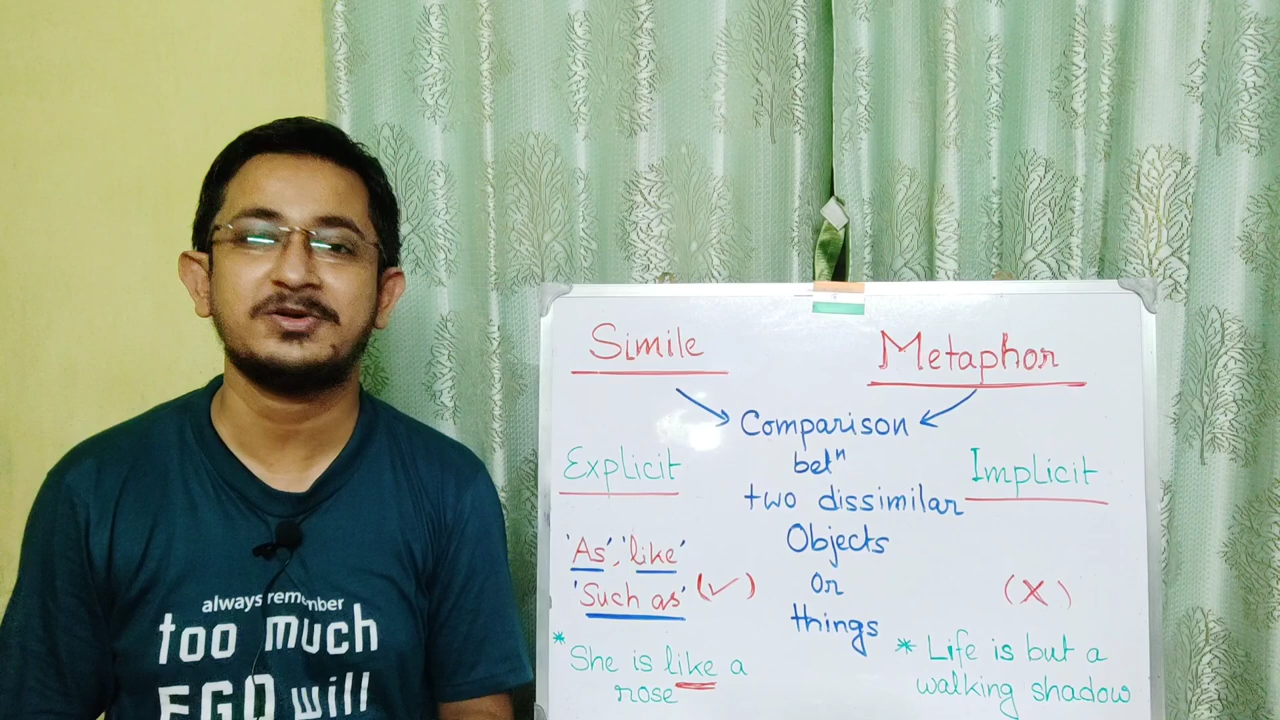 Simile
Metaphor
Comparison
betⁿ
two dissimilar
Objects
or
things
Explicit
'As', 'like'
'Such as' (✓)
* She is like a
rose
Implicit
(X)
* Life is but a
walking shadow
always remember
too much
EGO will